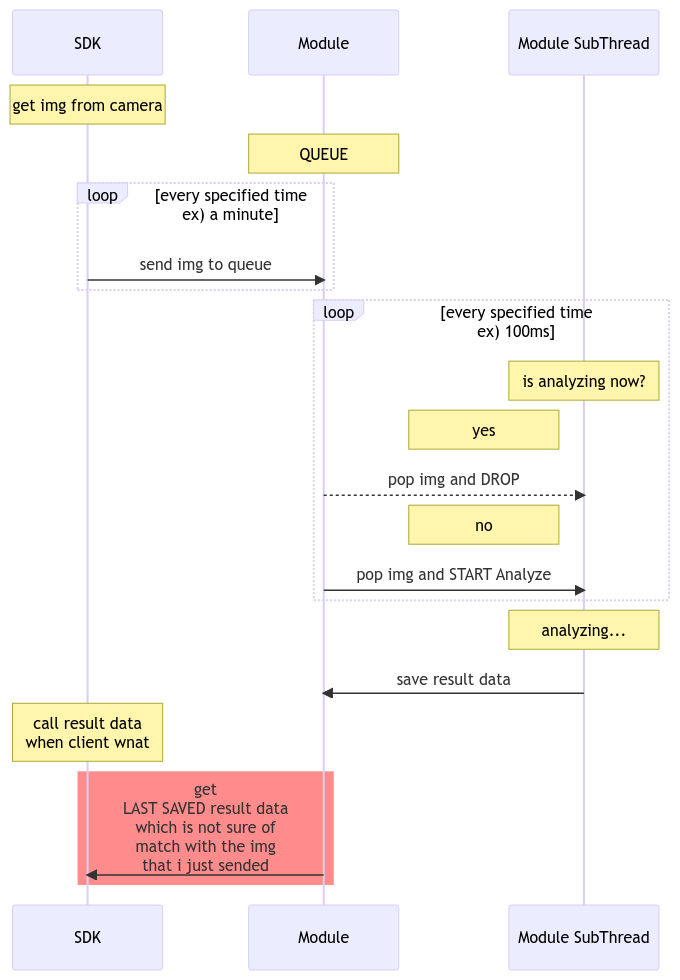 SDK
Module
Module SubThread
get img from camera
QUEUE
loop
[every specified time
ex) a minute]
send img to queue
loop
[every specified time
ex) 100ms]
is analyzing now?
yes
pop img and DROP
no
pop img and START Analyze
analyzing...
save result data
call result data
when client wnat
get
LAST SAVED result data
which is not sure of
match with the img
that i just sended
SDK
Module
Module SubThread